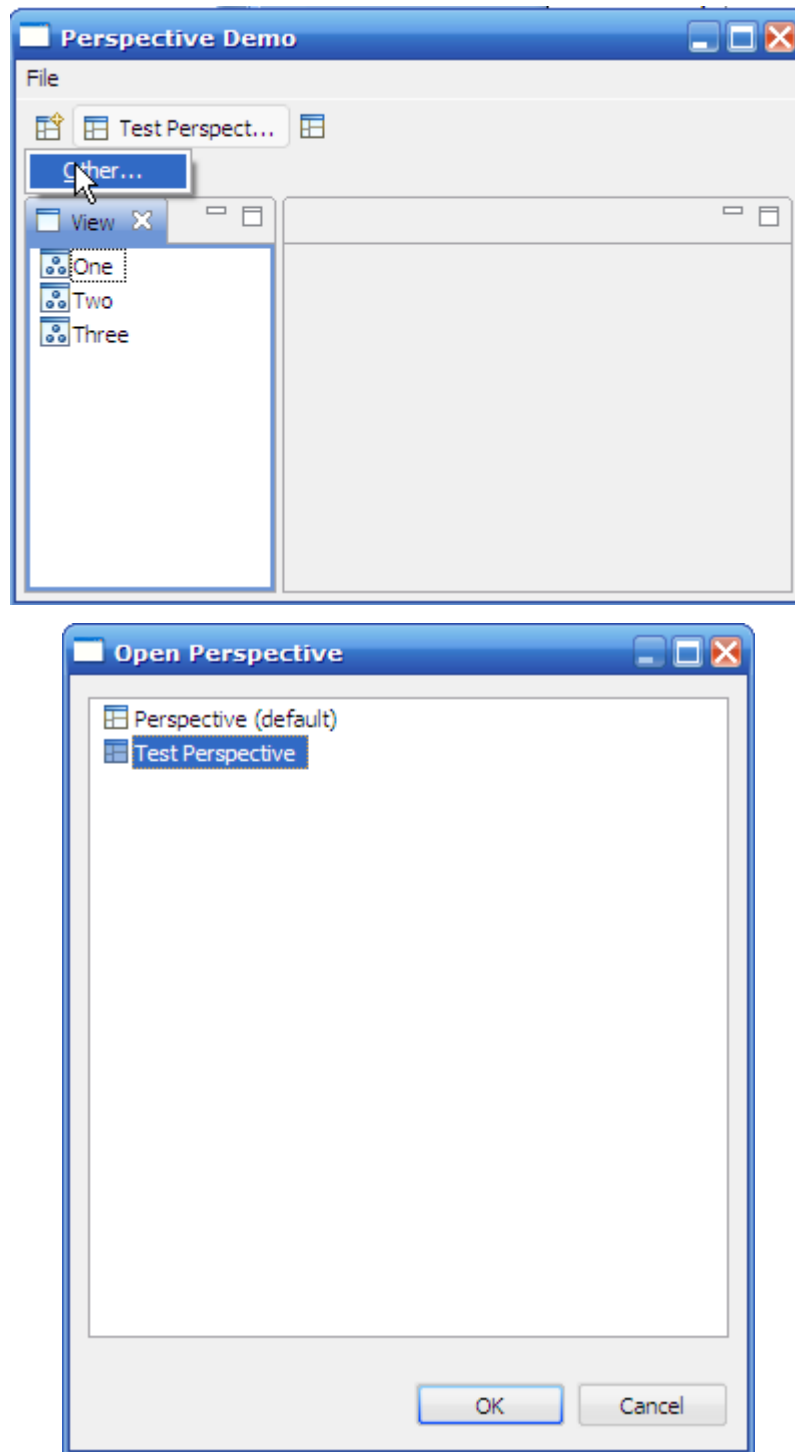 Perspective Demo
File
Test Perspect...
Other...
View
One
Two
Three
Open Perspective
Perspective (default)
Test Perspective
OK Cancel